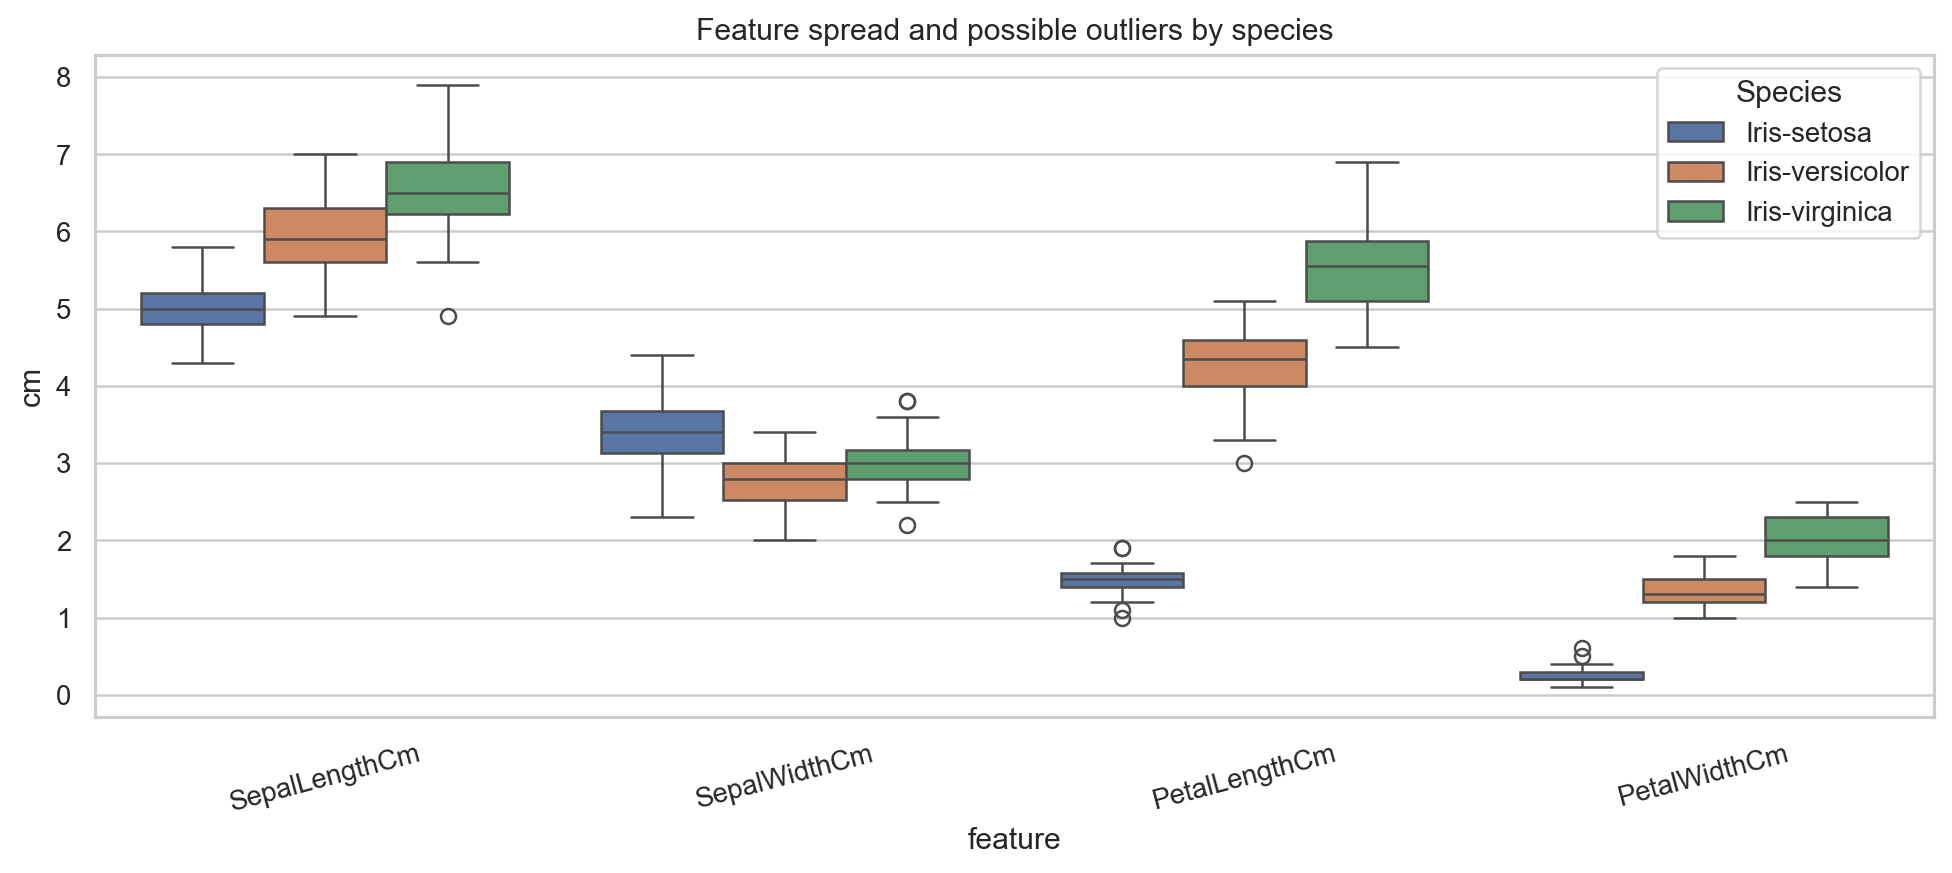 Feature spread and possible outliers by species
Species
Iris-setosa
Iris-versicolor
Iris-virginica
8
7
6
5
4
3
2
1
0
cm
SepalLengthCm
SepalWidthCm
PetalLengthCm
PetalWidthCm
feature